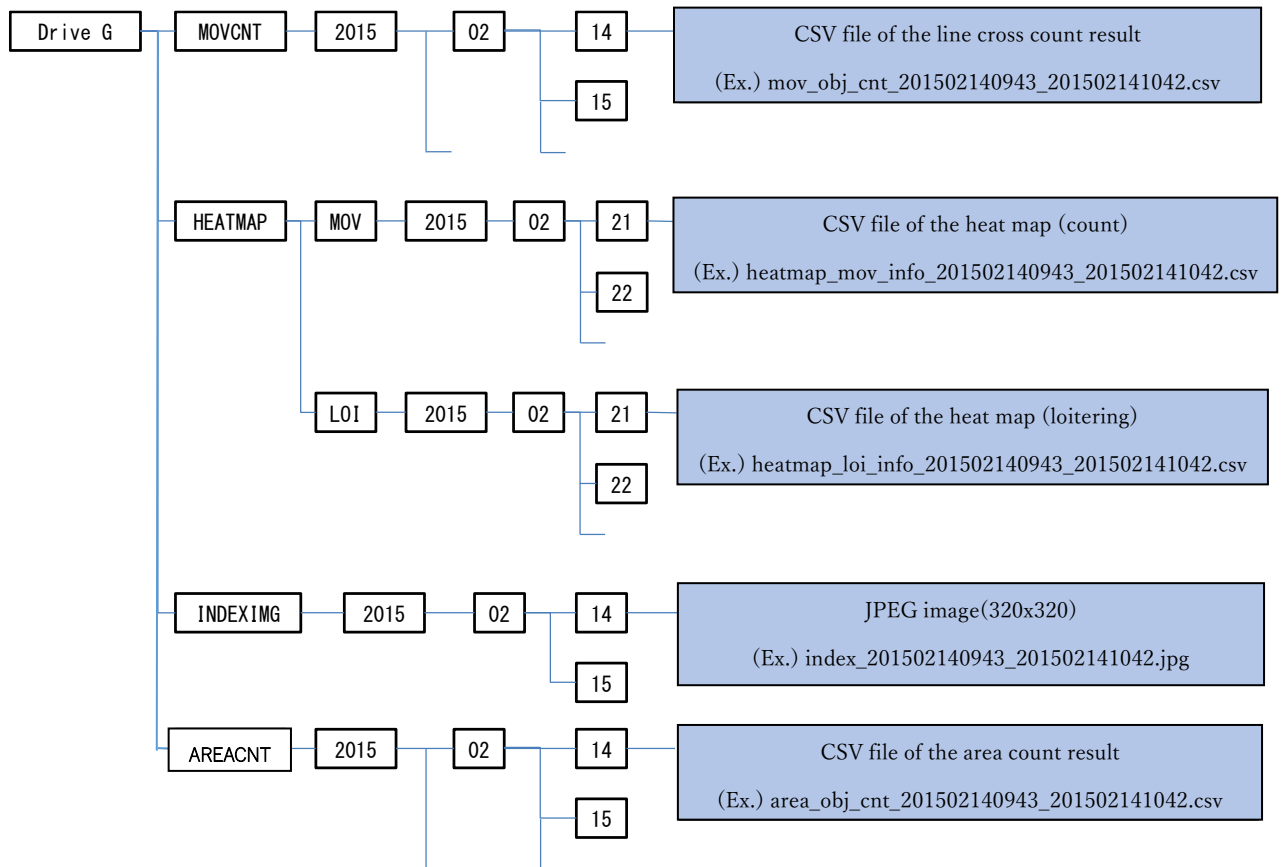 Drive G
MOVCNT
2015
02
14
CSV file of the line cross count result
(Ex.) mov_obj_cnt_201502140943_201502141042.csv
15
HEATMAP
MOV
2015
02
21
CSV file of the heat map (count)
(Ex.) heatmap_mov_info_201502140943_201502141042.csv
22
LOI
2015
02
21
CSV file of the heat map (loitering)
(Ex.) heatmap_loi_info_201502140943_201502141042.csv
22
INDEXIMG
2015
02
14
JPEG image(320x320)
(Ex.) index_201502140943_201502141042.jpg
15
AREACNT
2015
02
14
CSV file of the area count result
(Ex.) area_obj_cnt_201502140943_201502141042.csv
15